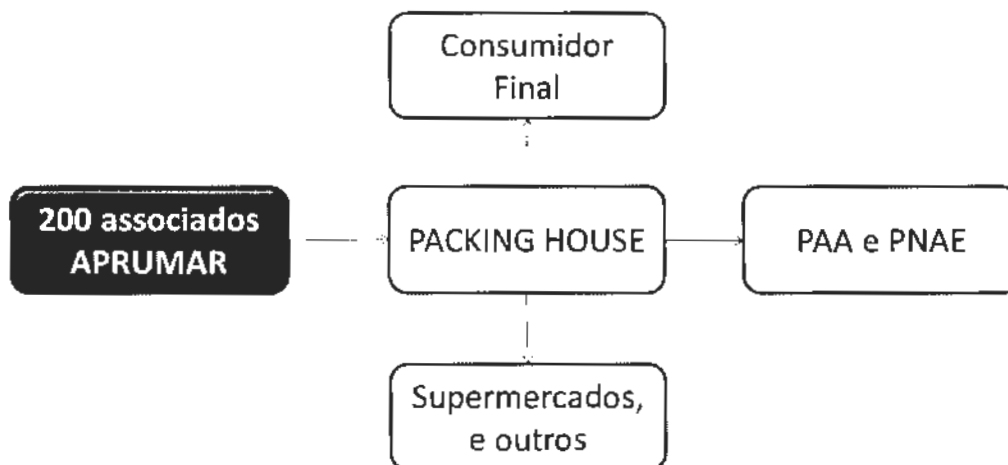 Consumidor
Final
200 associados
APRUMAR
PACKING HOUSE
PAA e PNAE
Supermercados,
e outros